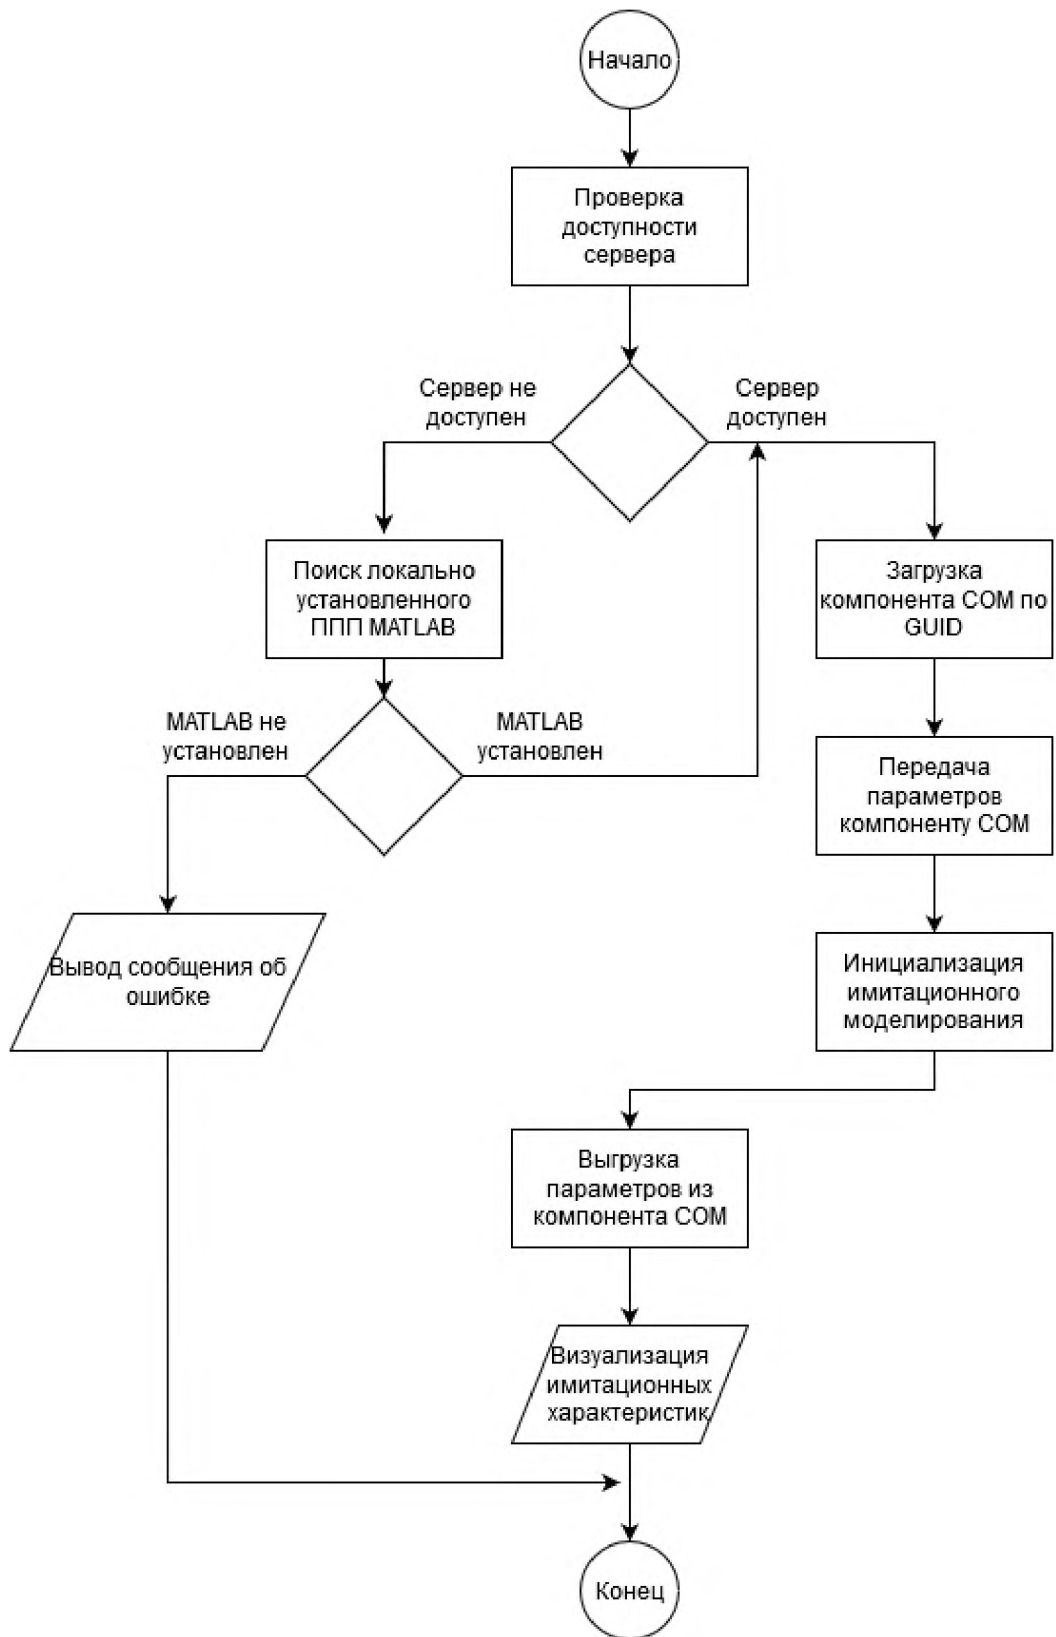 Начало
Проверка
доступности
сервера
Сервер не
доступен
Сервер
доступен
Поиск локально
установленного
ППП MATLAB
Загрузка
компонента COM по
GUID
MATLAB не
установлен
MATLAB
установлен
Передача
параметров
компоненту COM
Вывод сообщения об
ошибке
Инициализация
имитационного
моделирования
Выгрузка
параметров из
компонента COM
Визуализация
имитационных
характеристик
Конец